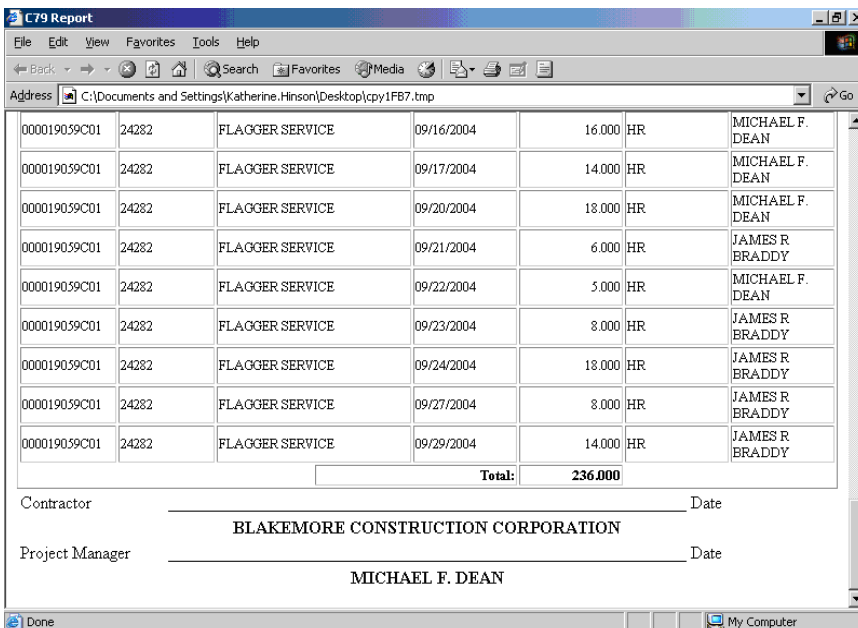 C79 Report
File Edit View Favorites Tools Help
Back Search Favorites Media
Address C:\Documents and Settings\Katherine.Hinson\Desktop\cpy1FB7.tmp Go
000019059C01 24282 FLAGGER SERVICE 09/16/2004 16.000 HR MICHAEL F. DEAN
000019059C01 24282 FLAGGER SERVICE 09/17/2004 14.000 HR MICHAEL F. DEAN
000019059C01 24282 FLAGGER SERVICE 09/20/2004 18.000 HR MICHAEL F. DEAN
000019059C01 24282 FLAGGER SERVICE 09/21/2004 6.000 HR JAMES R BRADDY
000019059C01 24282 FLAGGER SERVICE 09/22/2004 5.000 HR MICHAEL F. DEAN
000019059C01 24282 FLAGGER SERVICE 09/23/2004 8.000 HR JAMES R BRADDY
000019059C01 24282 FLAGGER SERVICE 09/24/2004 18.000 HR JAMES R BRADDY
000019059C01 24282 FLAGGER SERVICE 09/27/2004 8.000 HR JAMES R BRADDY
000019059C01 24282 FLAGGER SERVICE 09/29/2004 14.000 HR JAMES R BRADDY
Total: 236.000
Contractor Date
BLAKEMORE CONSTRUCTION CORPORATION
Project Manager Date
MICHAEL F. DEAN
Done My Computer